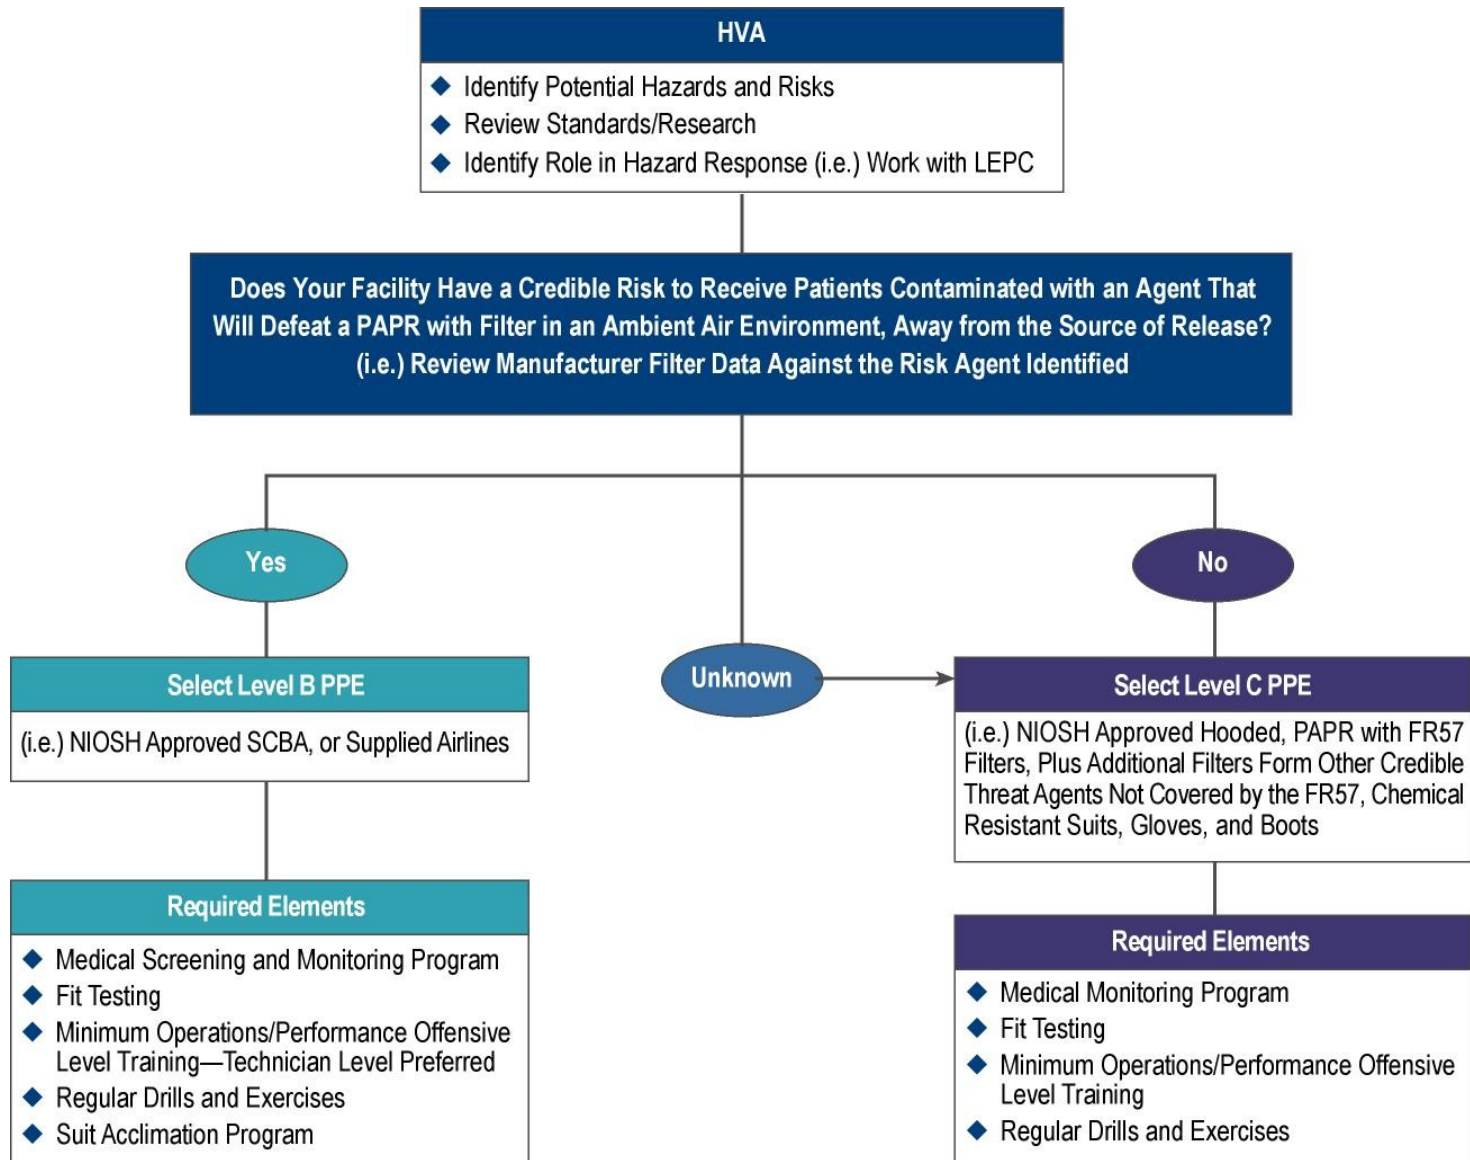 HVA
◆ Identify Potential Hazards and Risks
◆ Review Standards/Research
◆ Identify Role in Hazard Response (i.e.) Work with LEPC
Does Your Facility Have a Credible Risk to Receive Patients Contaminated with an Agent That
Will Defeat a PAPR with Filter in an Ambient Air Environment, Away from the Source of Release?
(i.e.) Review Manufacturer Filter Data Against the Risk Agent Identified
Yes
Select Level B PPE
(i.e.) NIOSH Approved SCBA, or Supplied Airlines
Required Elements
◆ Medical Screening and Monitoring Program
◆ Fit Testing
◆ Minimum Operations/Performance Offensive
Level Training—Technician Level Preferred
◆ Regular Drills and Exercises
◆ Suit Acclimation Program
Unknown
No
Select Level C PPE
(i.e.) NIOSH Approved Hooded, PAPR with FR57
Filters, Plus Additional Filters Form Other Credible
Threat Agents Not Covered by the FR57, Chemical
Resistant Suits, Gloves, and Boots
Required Elements
◆ Medical Monitoring Program
◆ Fit Testing
◆ Minimum Operations/Performance Offensive
Level Training
◆ Regular Drills and Exercises